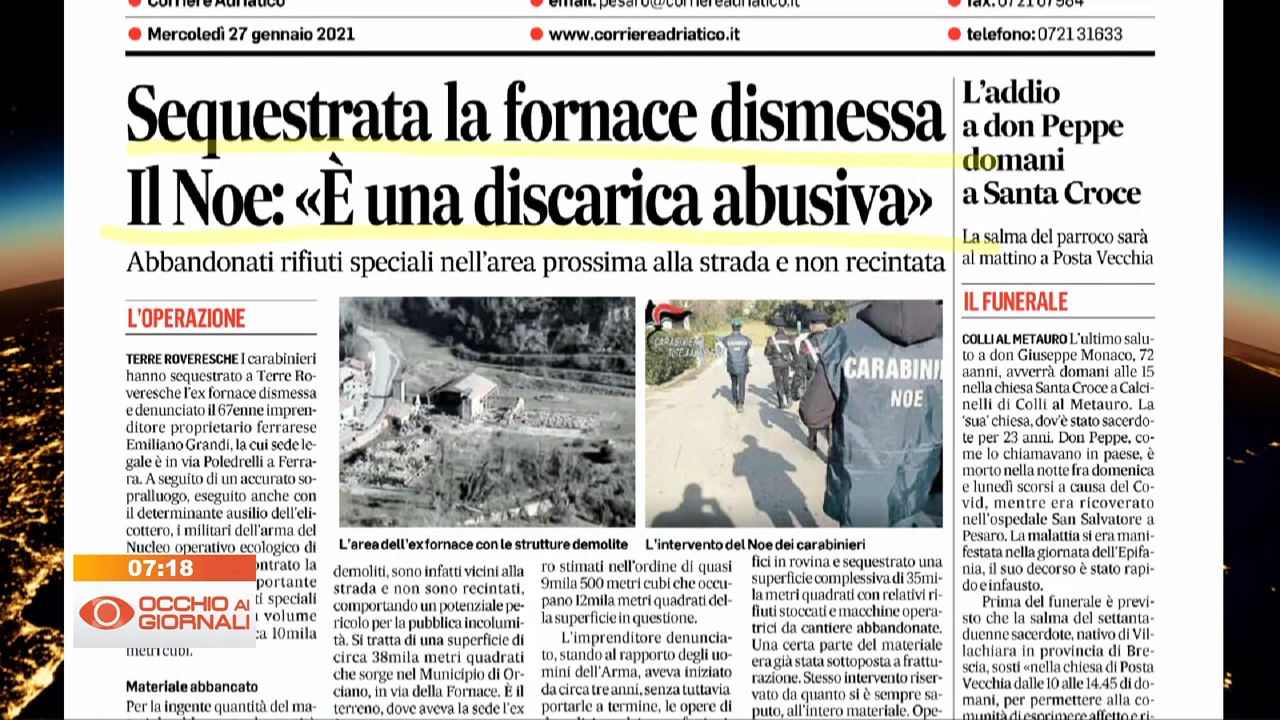 Corriere Adriatico
email: pesaro@corriereadriatico.it
fax: 0721 67984
Mercoledì 27 gennaio 2021
www.corriereadriatico.it
telefono: 0721 31633
Sequestrata la fornace dismessa
Il Noe: «È una discarica abusiva»
Abbandonati rifiuti speciali nell'area prossima alla strada e non recintata
L'OPERAZIONE
TERRE ROVERESCHE I carabinieri
hanno sequestrato a Terre Ro-
veresche l'ex fornace dismessa
e denunciato il 67enne impren-
ditore proprietario ferrarese
Emiliano Grandi, la cui sede le-
gale è in via Poledrelli a Ferra-
ra. A seguito di un accurato so-
pralluogo, eseguito anche con
il determinante ausilio dell'eli-
cottero, i militari dell'arma del
Nucleo operativo ecologico di
ntrato la
portante
ti speciali
volume
ca 10mila
metri cubi.
Materiale abbancato
Per la ingente quantità del ma-
CARABINIERI
CARABINI
NOE
L'area dell'ex fornace con le strutture demolite
L'intervento del Noe dei carabinieri
demoliti, sono infatti vicini alla
strada e non sono recintati,
comportando un potenziale pe-
ricolo per la pubblica incolumi-
tà. Si tratta di una superficie di
circa 38mila metri quadrati
che sorge nel Municipio di Or-
ciano, in via della Fornace. È il
terreno, dove aveva la sede l'ex
ro stimati nell'ordine di quasi
9mila 500 metri cubi che occu-
pano 12mila metri quadrati del-
la superficie in questione.
L'imprenditore denuncia-
to, stando al rapporto degli uo-
mini dell'Arma, aveva iniziato
da circa tre anni, senza tuttavia
portarle a termine, le opere di
fici in rovina e sequestrato una
superficie complessiva di 35mi-
la metri quadrati con relativi ri-
fiuti stoccati e macchine opera-
trici da cantiere abbandonate.
Una certa parte del materiale
era già stata sottoposta a frattu-
razione. Stesso intervento riser-
vato da quanto si è sempre sa-
puto, all'intero materiale. Ope-
L'addio
a don Peppe
domani
a Santa Croce
La salma del parroco sarà
al mattino a Posta Vecchia
IL FUNERALE
COLLI AL METAURO L'ultimo salu-
to a don Giuseppe Monaco, 72
aanni, avverrà domani alle 15
nella chiesa Santa Croce a Calci-
nelli di Colli al Metauro. La
'sua' chiesa, dov'è stato sacerdo-
te per 23 anni. Don Peppe, co-
me lo chiamavano in paese, è
morto nella notte fra domenica
e lunedì scorsi a causa del Co-
vid, mentre era ricoverato
nell'ospedale San Salvatore a
Pesaro. La malattia si era mani-
festata nella giornata dell'Epifa-
nia, il suo decorso è stato rapi-
do e infausto.
Prima del funerale è previ-
sto che la salma del settanta-
duenne sacerdote, nativo di Vil-
lachiara in provincia di Bre-
scia, sosti «nella chiesa di Posta
Vecchia dalle 10 alle 14.45 di do-
mani, per permettere alla co-
munità di esprimere affetto e ri-
07:18
OCCHIO AI
GIORNALI